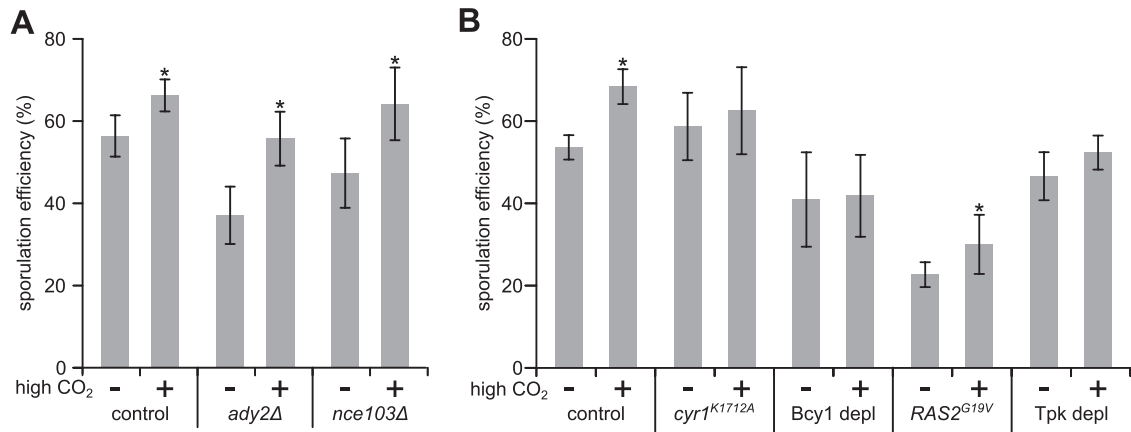 A
sporulation efficiency (%)
80
60
40
20
0
* * *
high CO₂ - + - + - +
control ady2Δ nce103Δ
B
sporulation efficiency (%)
80
60
40
20
0
* *
high CO₂ - + - + - + - + - +
control cyr1ᴷ¹⁷¹²ᴬ Bcy1 depl RAS2ᴳ¹⁹ⱽ Tpk depl